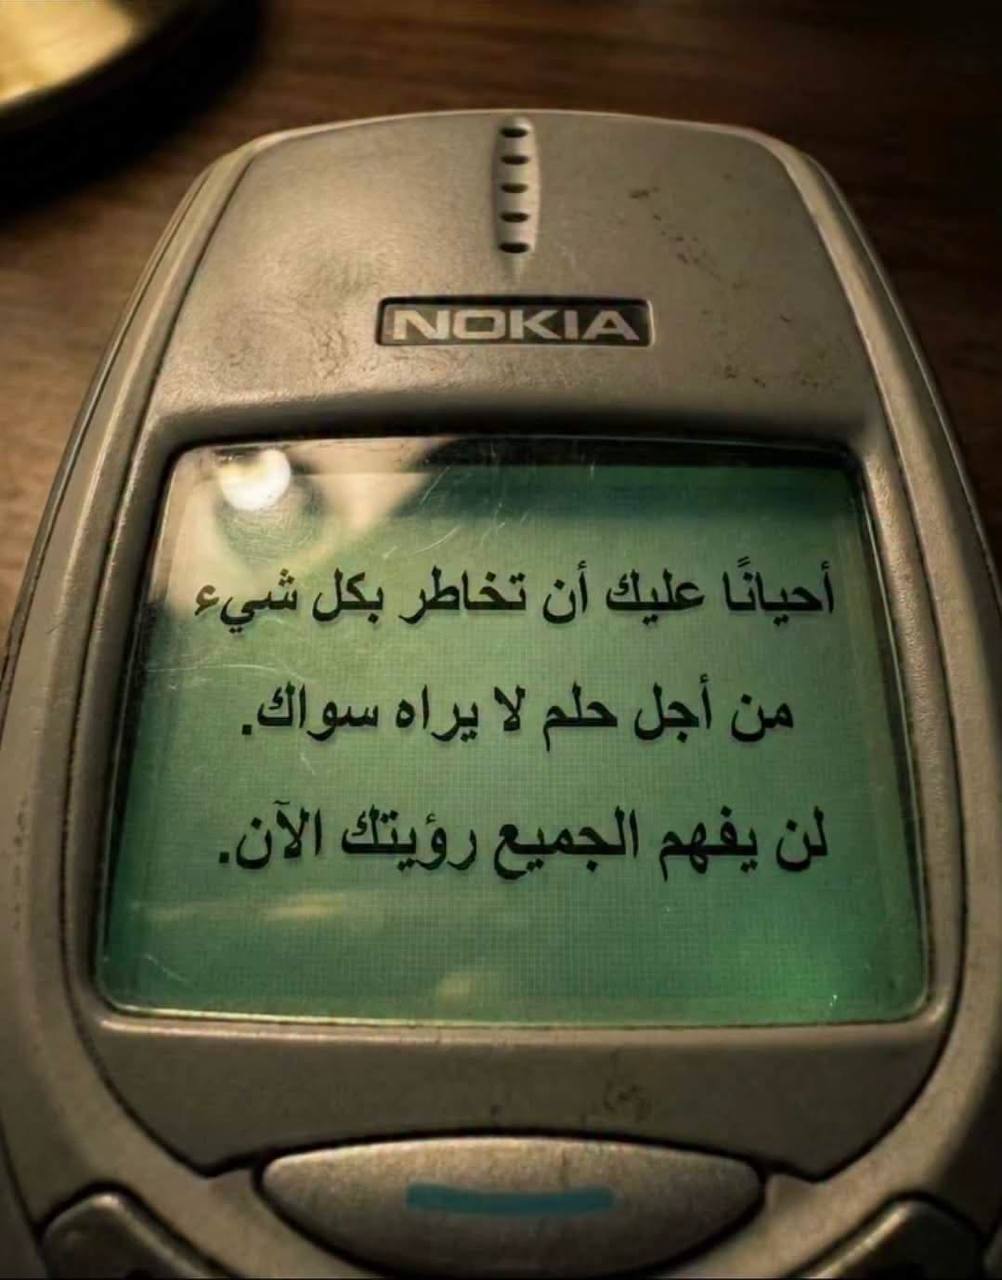 NOKIA
أحيانًا عليك أن تخاطر بكل شيء
من أجل حلم لا يراه سواك.
لن يفهم الجميع رؤيتك الآن.